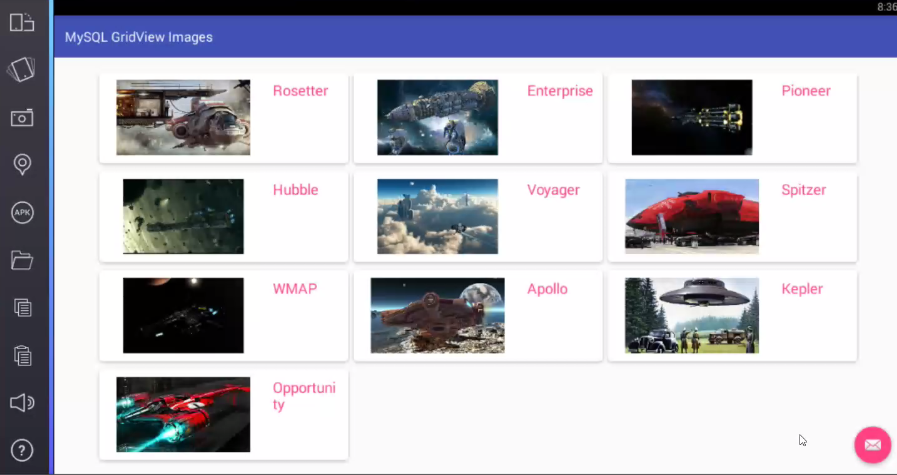 8:36
MySQL GridView Images
Rosetter
Enterprise
Pioneer
Hubble
Voyager
Spitzer
APK
WMAP
Apollo
Kepler
Opportuni
ty
?